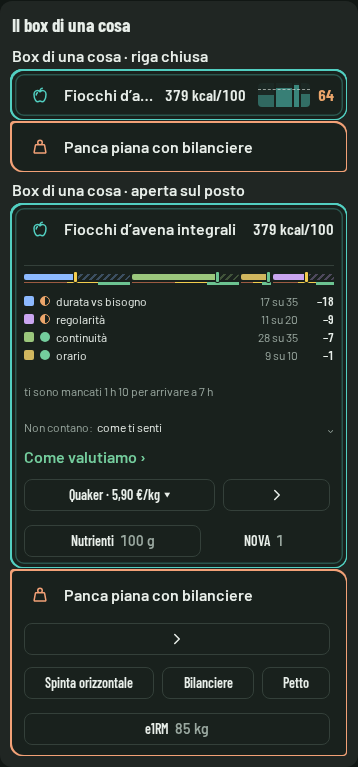 Il box di una cosa
Box di una cosa · riga chiusa
Fiocchi d'a... 379 kcal/100 64
Panca piana con bilanciere
Box di una cosa · aperta sul posto
Fiocchi d'avena integrali 379 kcal/100
durata vs bisogno 17 su 35 −18
regolarità 11 su 20 −9
continuità 28 su 35 −7
orario 9 su 10 −1
ti sono mancati 1 h 10 per arrivare a 7 h
Non contano: come ti senti
Come valutiamo ›
Quaker · 5,90 €/kg ▾
Nutrienti 100 g NOVA 1
Panca piana con bilanciere
Spinta orizzontale Bilanciere Petto
e1RM 85 kg